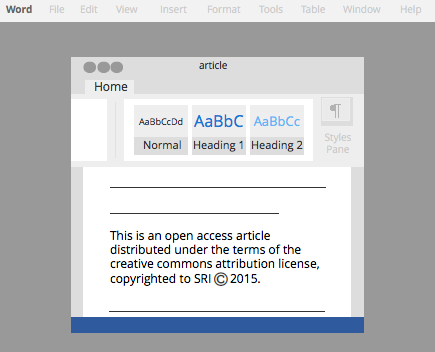 Word File Edit View Insert Format Tools Table Window Help
article
Home
AaBbCcDd AaBbC AaBbCc ¶
Normal Heading 1 Heading 2 Styles
Pane
This is an open access article
distributed under the terms of the
creative commons attribution license,
copyrighted to SRI © 2015.